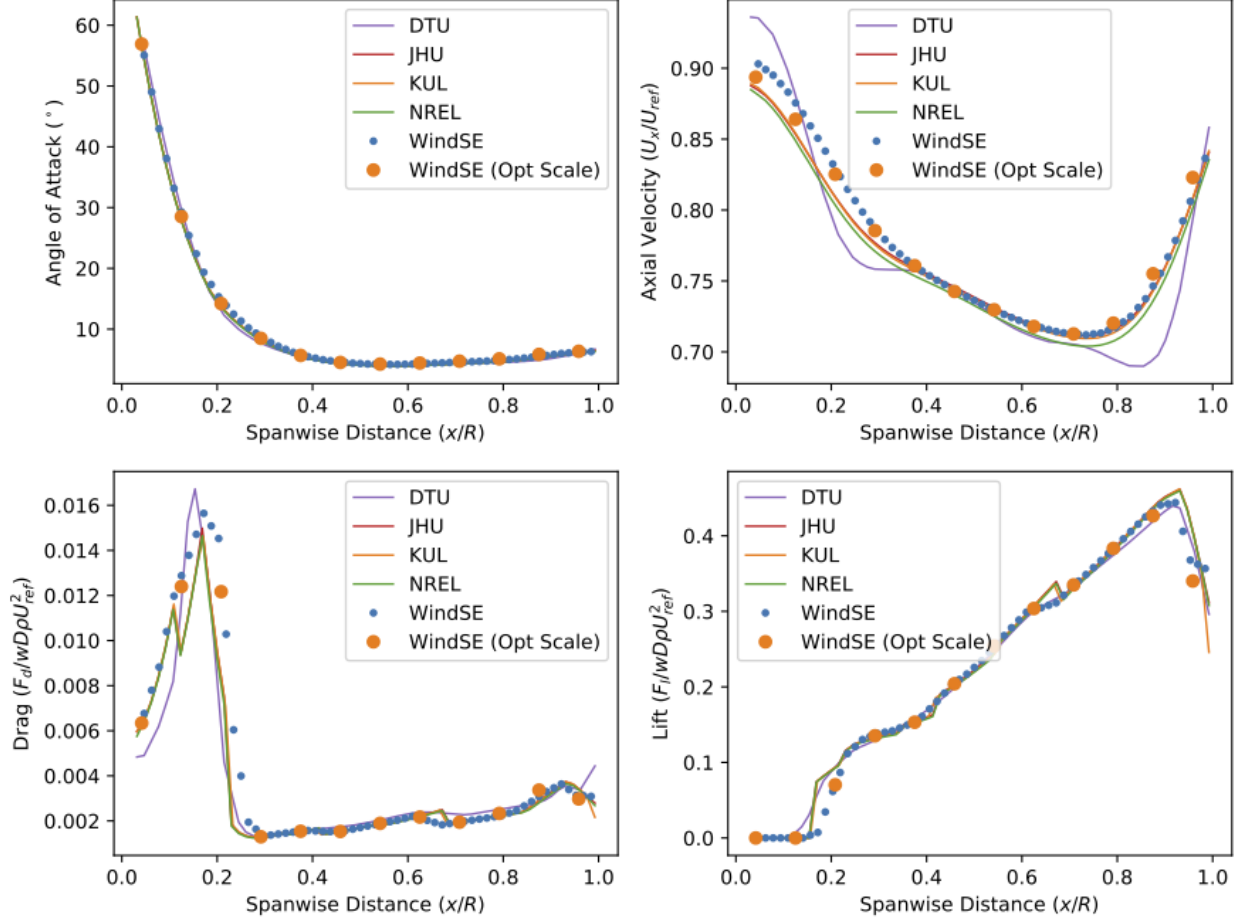 60
50
40
30
20
10
Angle of Attack (°)
DTU
JHU
KUL
NREL
WindSE
WindSE (Opt Scale)
0.0 0.2 0.4 0.6 0.8 1.0
Spanwise Distance (x/R)
0.90
0.85
0.80
0.75
0.70
Axial Velocity (U_x/U_ref)
DTU
JHU
KUL
NREL
WindSE
WindSE (Opt Scale)
0.0 0.2 0.4 0.6 0.8 1.0
Spanwise Distance (x/R)
0.016
0.014
0.012
0.010
0.008
0.006
0.004
0.002
Drag (F_d/wDρU²_ref)
DTU
JHU
KUL
NREL
WindSE
WindSE (Opt Scale)
0.0 0.2 0.4 0.6 0.8 1.0
Spanwise Distance (x/R)
0.4
0.3
0.2
0.1
0.0
Lift (F_l/wDρU²_ref)
DTU
JHU
KUL
NREL
WindSE
WindSE (Opt Scale)
0.0 0.2 0.4 0.6 0.8 1.0
Spanwise Distance (x/R)